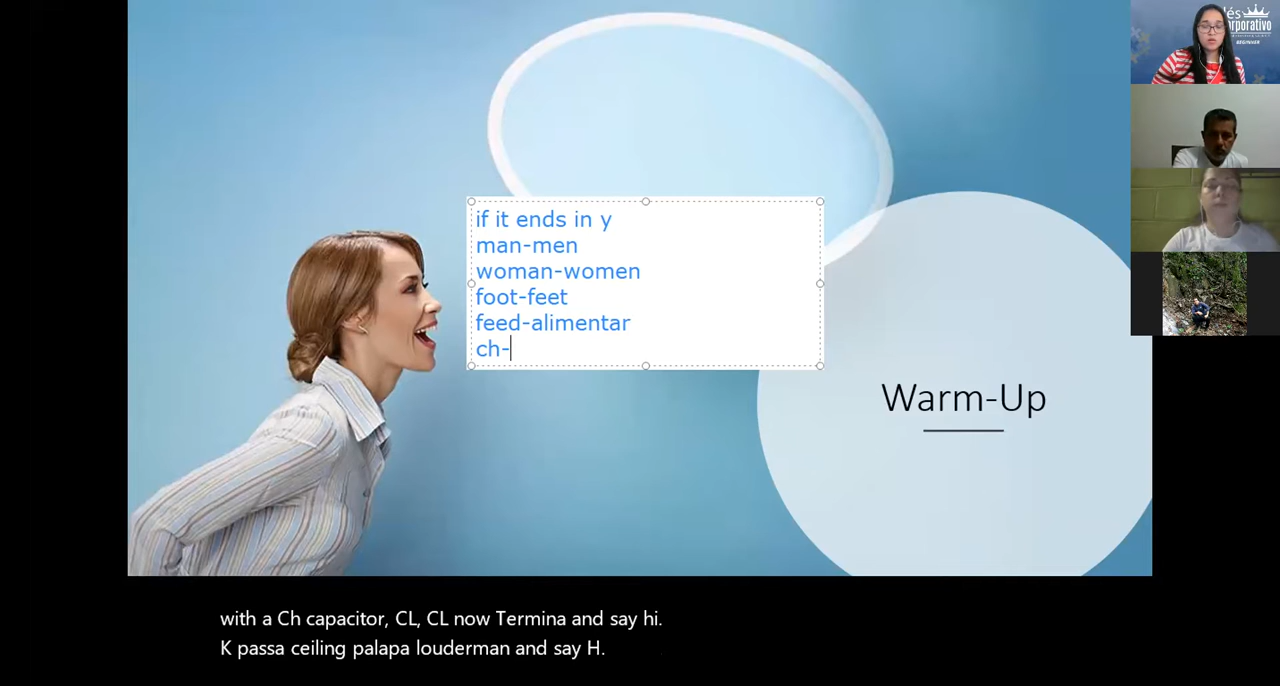 if it ends in y
man-men
woman-women
foot-feet
feed-alimentar
ch-
Warm-Up
BEGINNER
with a Ch capacitor, CL, CL now Termina and say hi.
K passa ceiling palapa louderman and say H.